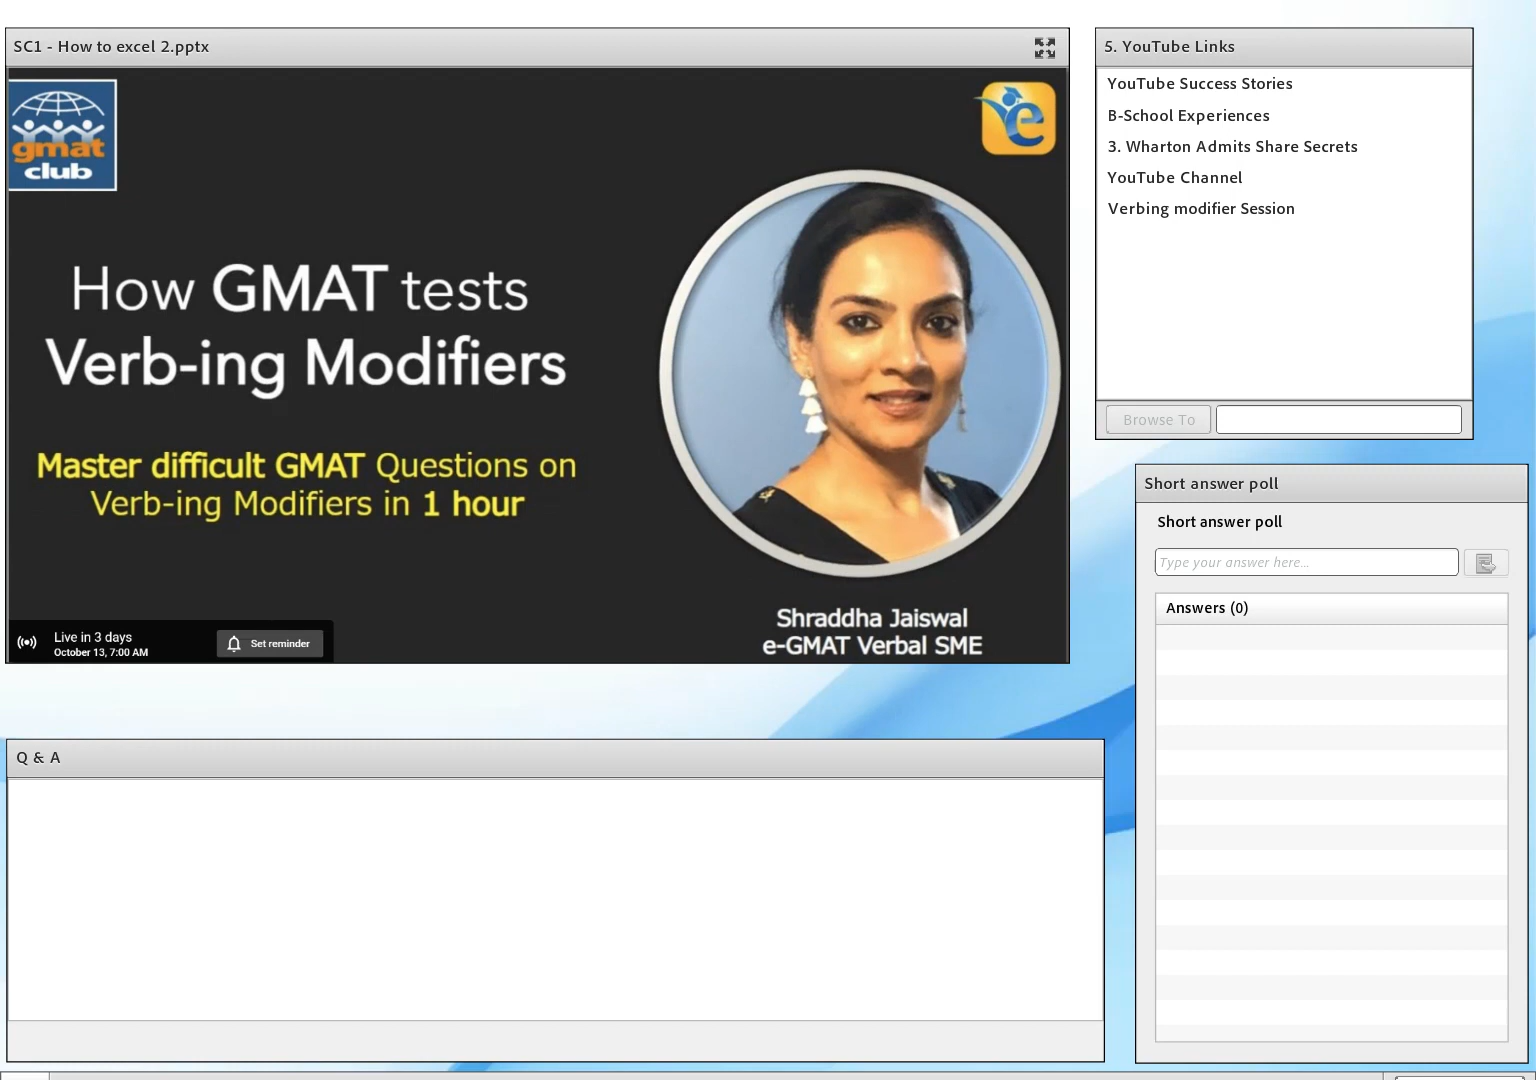 SC1 - How to excel 2.pptx
gmat
club
e
How GMAT tests
Verb-ing Modifiers
Master difficult GMAT Questions on
Verb-ing Modifiers in 1 hour
Shraddha Jaiswal
e-GMAT Verbal SME
Live in 3 days
October 13, 7:00 AM
Set reminder
5. YouTube Links
YouTube Success Stories
B-School Experiences
3. Wharton Admits Share Secrets
YouTube Channel
Verbing modifier Session
Browse To
Short answer poll
Short answer poll
Type your answer here...
Answers (0)
Q & A